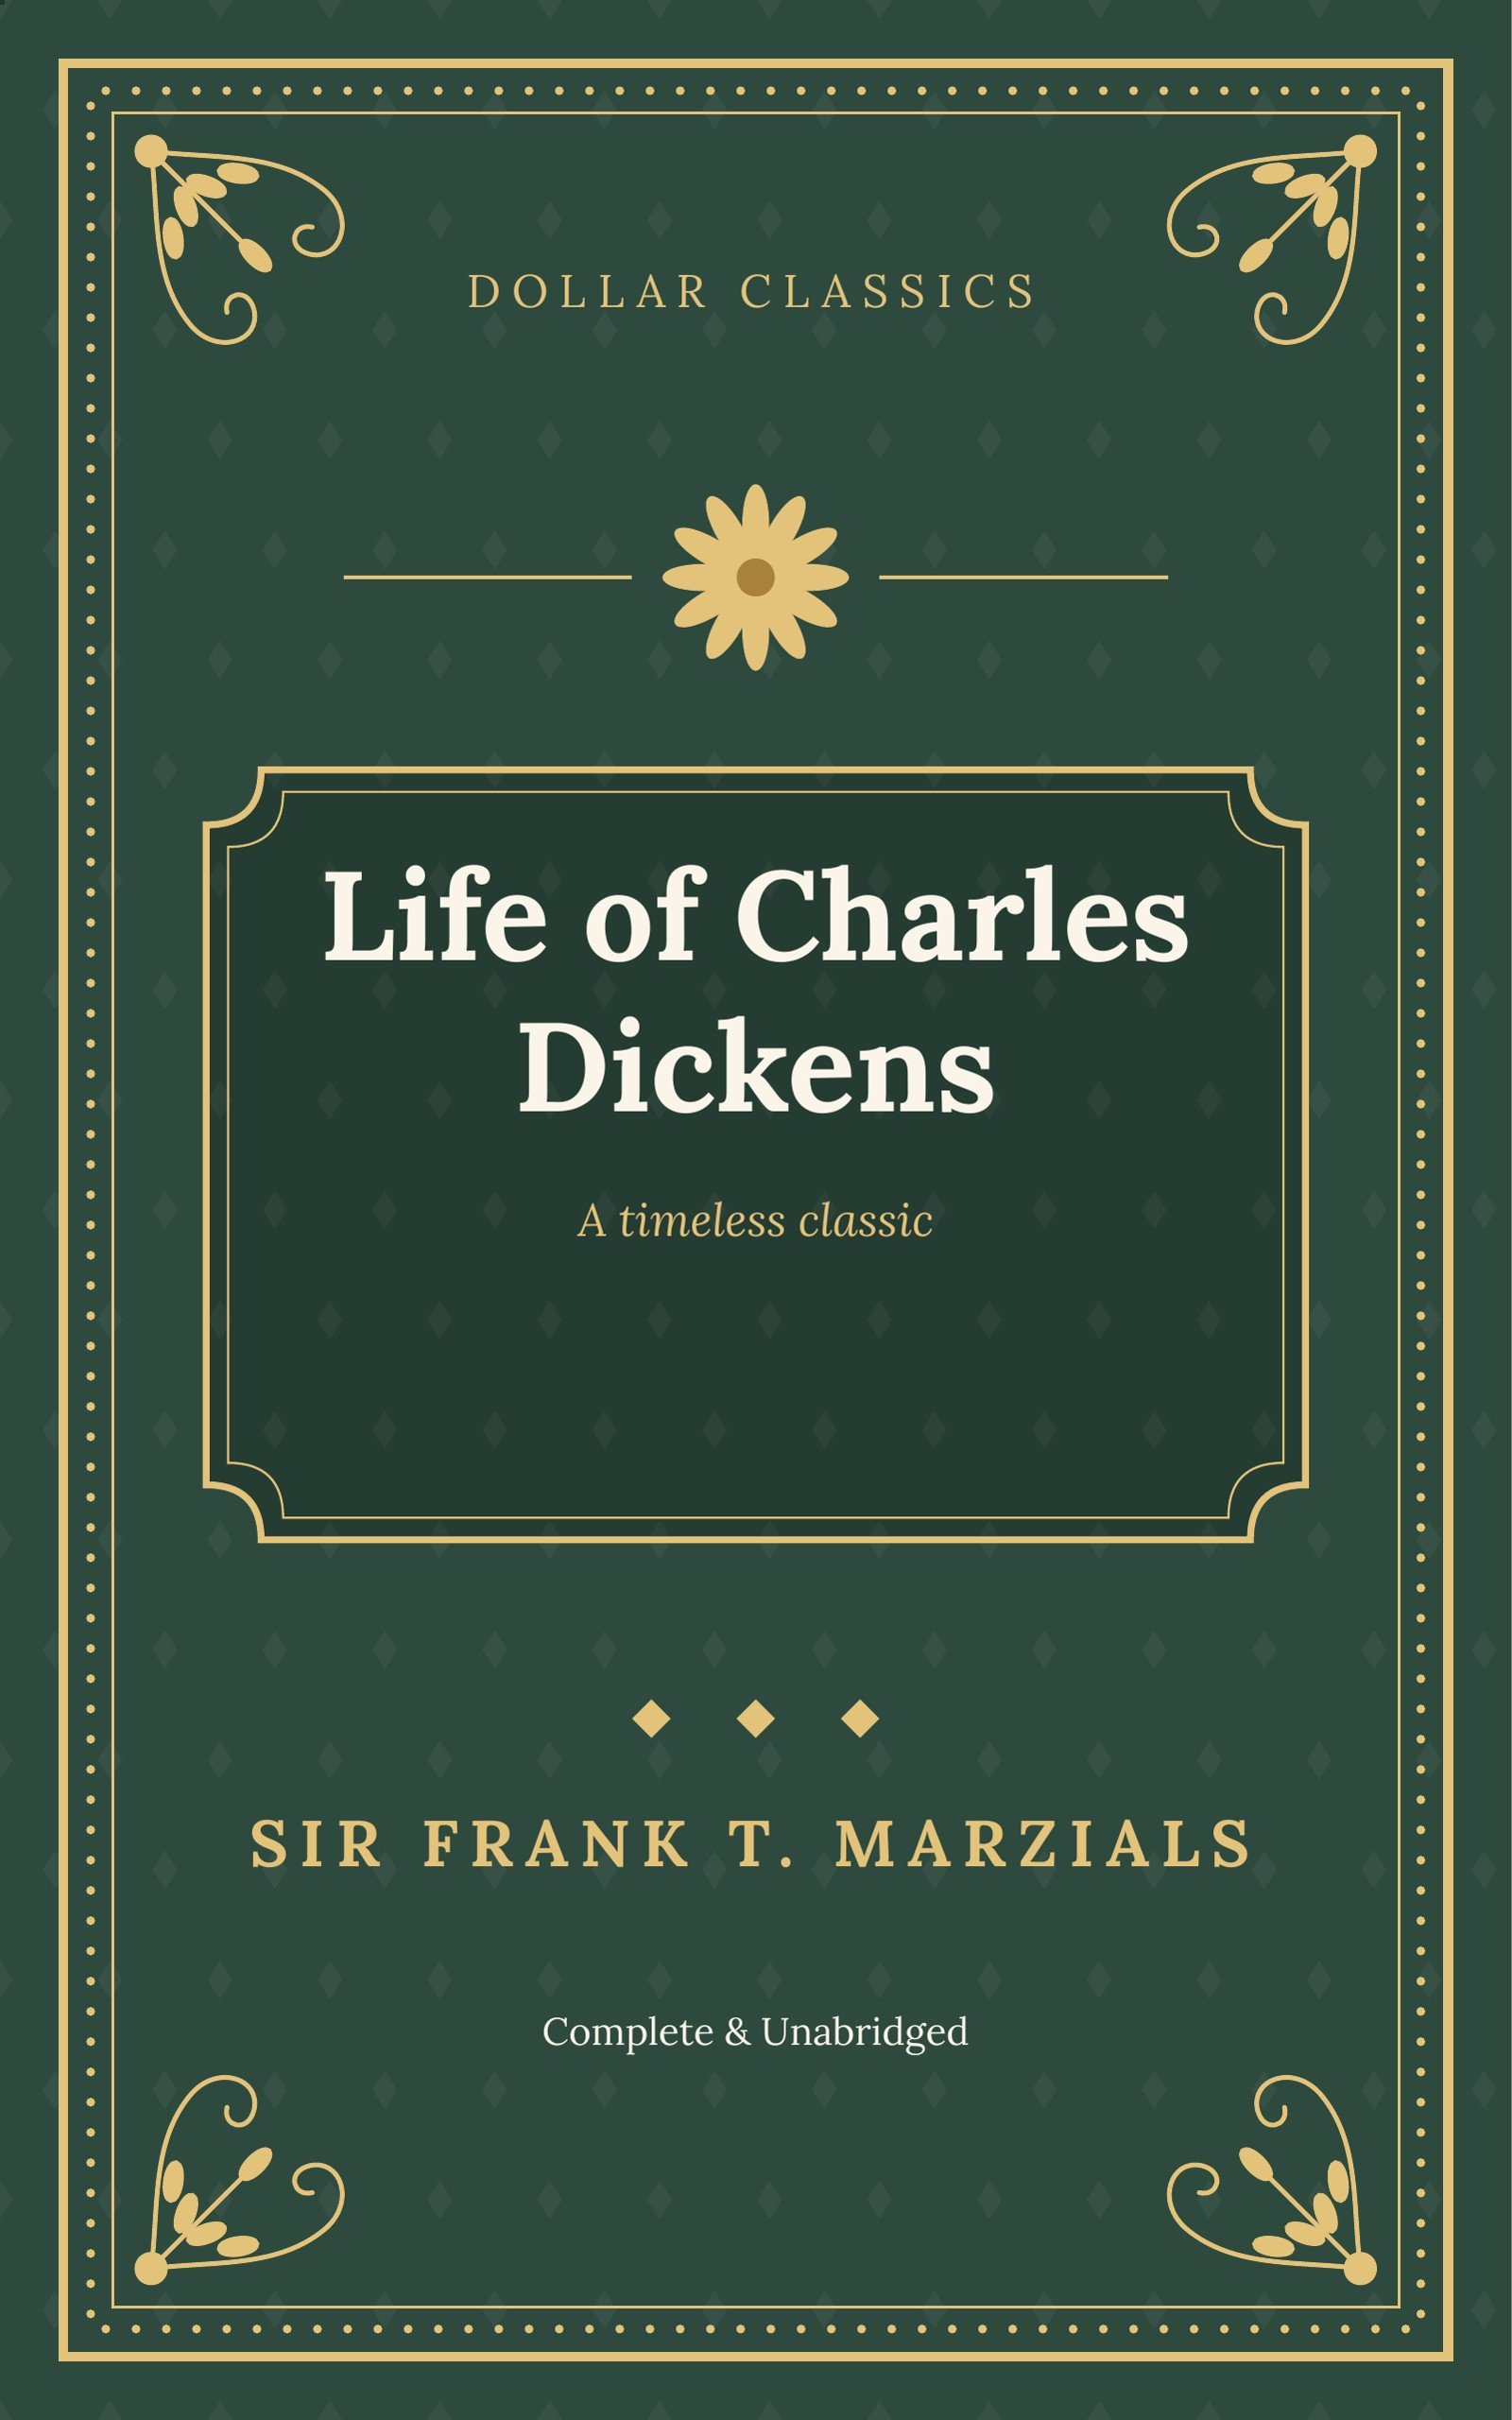 DOLLAR CLASSICS
Life of Charles
Dickens
A timeless classic
SIR FRANK T. MARZIALS
Complete & Unabridged